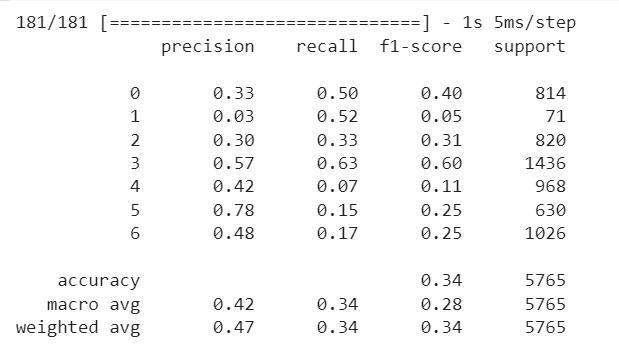 181/181 [==============================] - 1s 5ms/step
precision recall f1-score support
0 0.33 0.50 0.40 814
1 0.03 0.52 0.05 71
2 0.30 0.33 0.31 820
3 0.57 0.63 0.60 1436
4 0.42 0.07 0.11 968
5 0.78 0.15 0.25 630
6 0.48 0.17 0.25 1026
accuracy 0.34 5765
macro avg 0.42 0.34 0.28 5765
weighted avg 0.47 0.34 0.34 5765